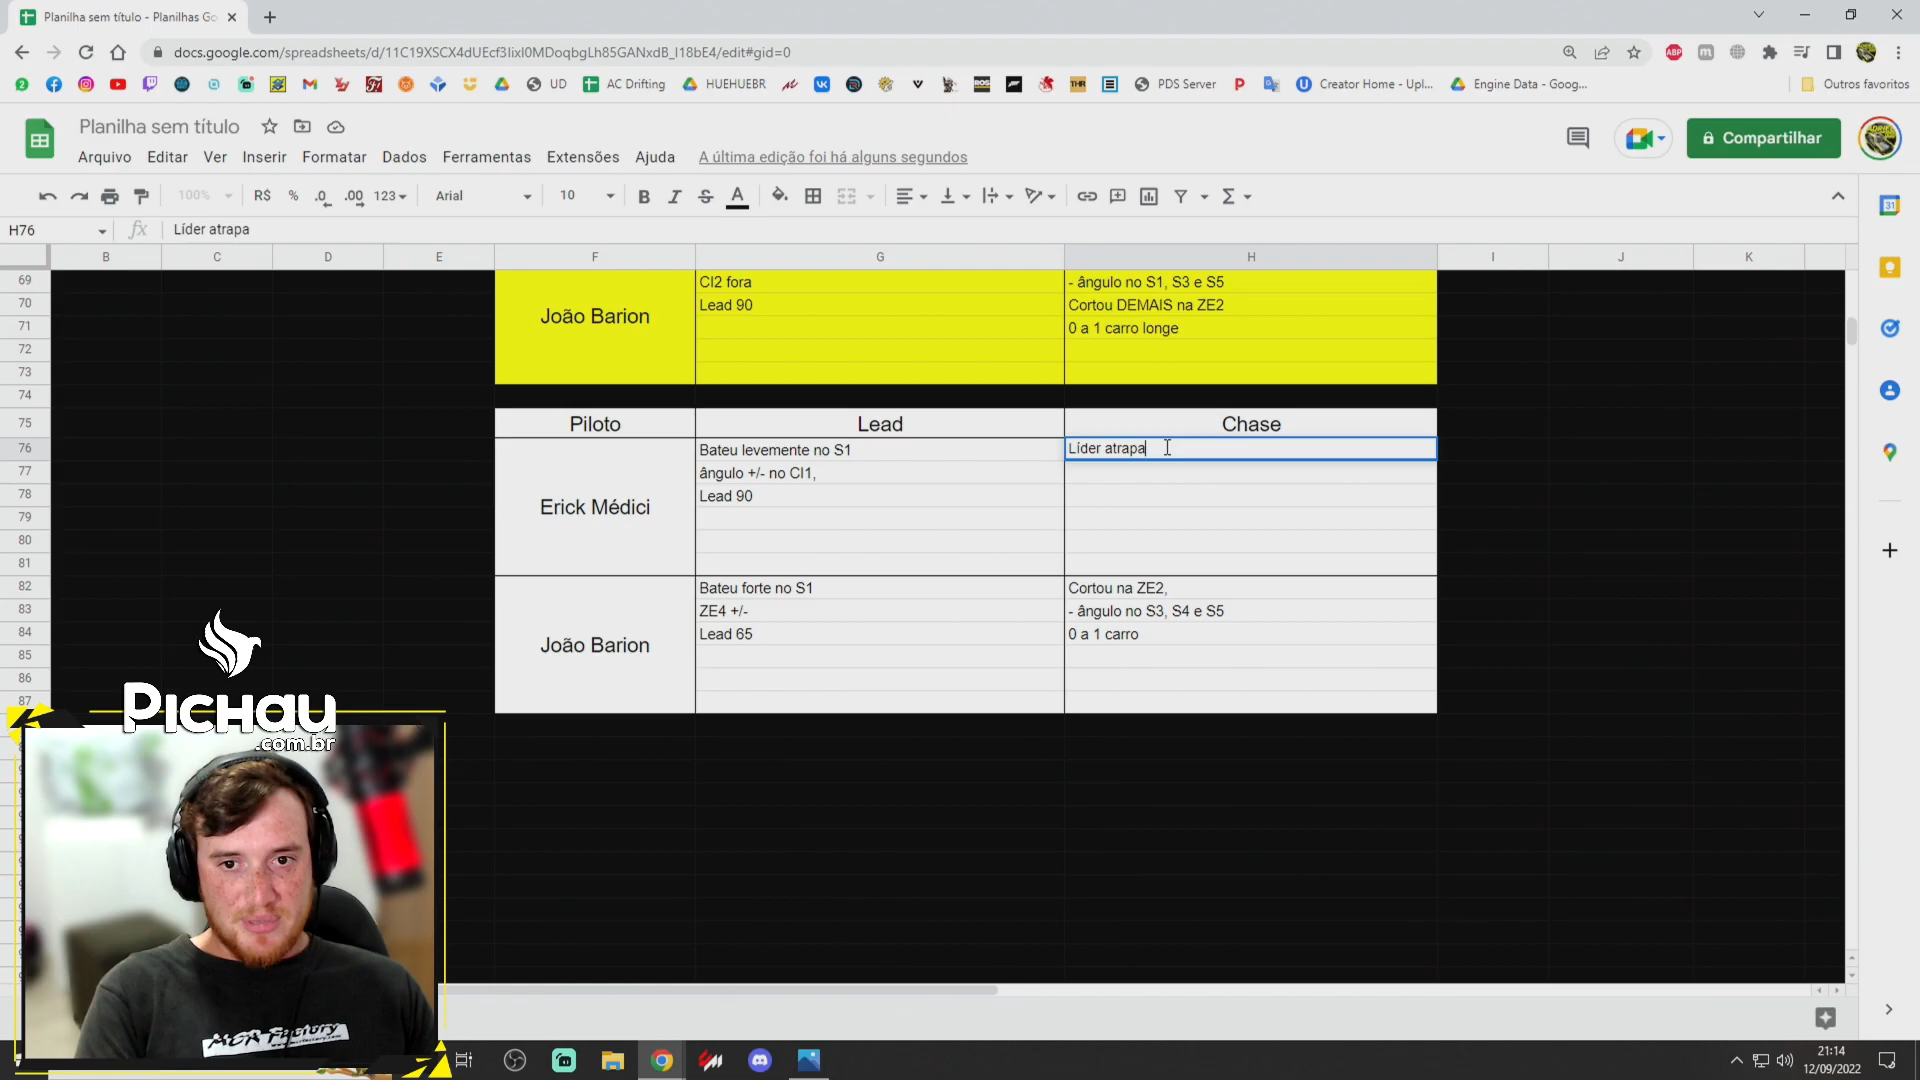 Planilha sem título - Planilhas Go
docs.google.com/spreadsheets/d/11C19XSCX4dUEcf3lixI0MDoqbgLh85GANxdB_I18bE4/edit#gid=0
UD
AC Drifting
HUEHUEBR
PDS Server
Creator Home - Upl...
Engine Data - Goog...
Outros favoritos
Planilha sem título
Arquivo
Editar
Ver
Inserir
Formatar
Dados
Ferramentas
Extensões
Ajuda
A última edição foi há alguns segundos
Compartilhar
100%
R$
%
.0
.00
123
Arial
10
H76
Líder atrapa
B
C
D
E
F
G
H
I
J
K
69
CI2 fora
- ângulo no S1, S3 e S5
70
Lead 90
Cortou DEMAIS na ZE2
João Barion
71
0 a 1 carro longe
72
73
74
75
Piloto
Lead
Chase
76
Bateu levemente no S1
Líder atrapa
77
ângulo +/- no CI1,
78
Lead 90
Erick Médici
79
80
81
82
Bateu forte no S1
Cortou na ZE2,
83
ZE4 +/-
- ângulo no S3, S4 e S5
84
Lead 65
0 a 1 carro
João Barion
85
86
87
PICHAU
.com.br
MCA Factory
21:14
12/09/2022